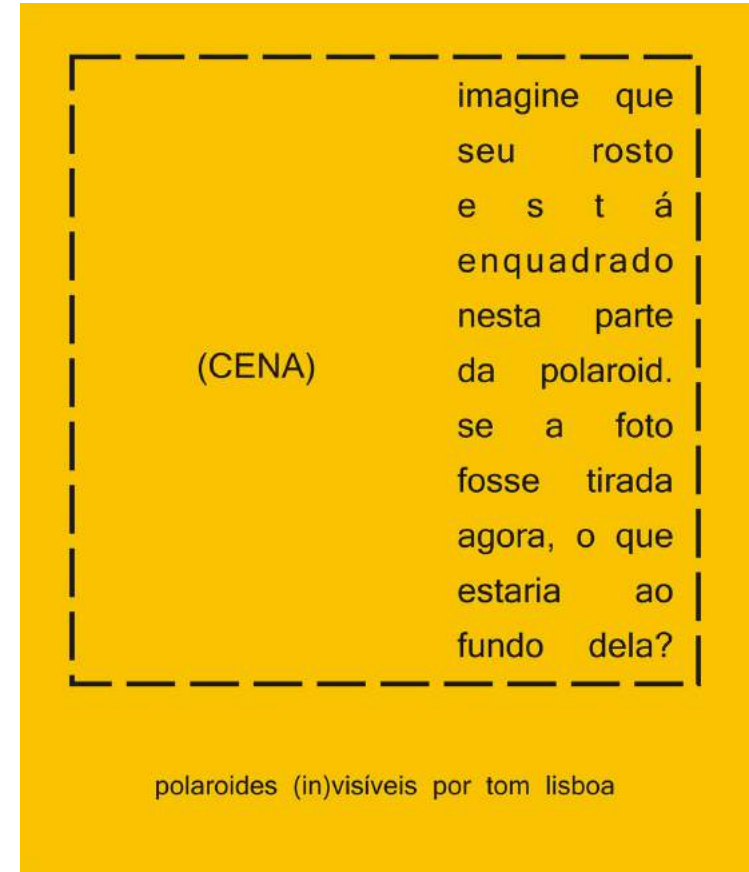 imagine que
seu rosto
e s t á
enquadrado
nesta parte
da polaroid.
se a foto
fosse tirada
agora, o que
estaria ao
fundo dela?
(CENA)
polaroides (in)visíveis por tom lisboa